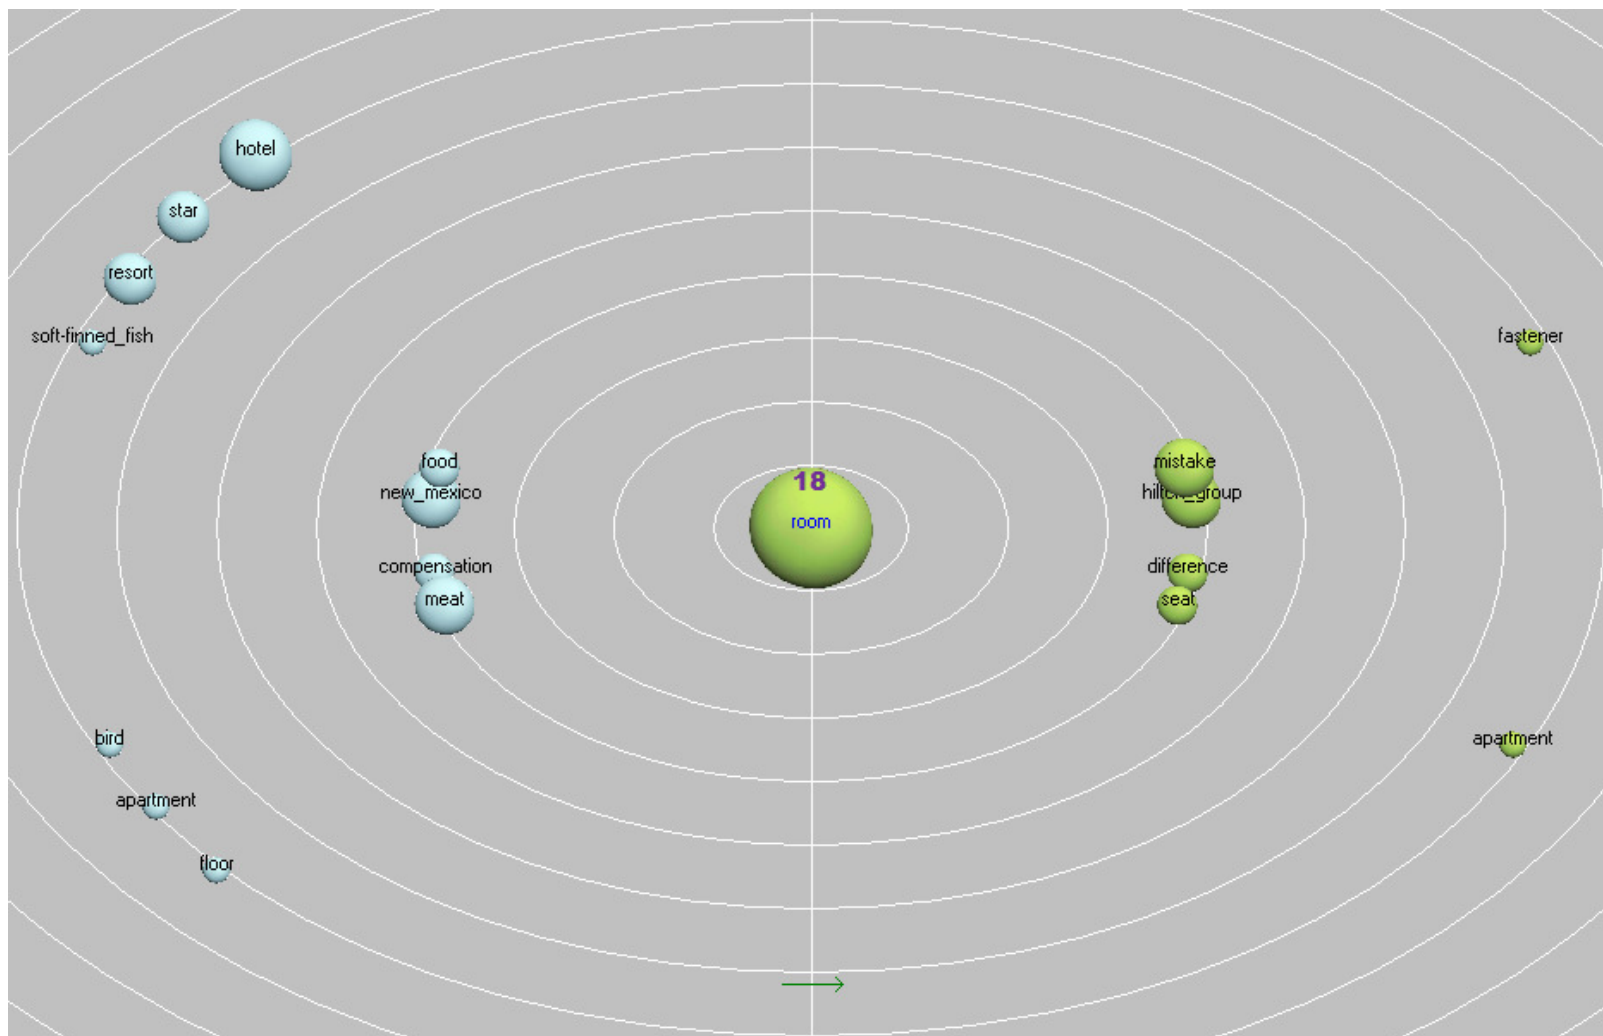 hotel
star
resort
soft-finned_fish
fastener
food
mistake
18
new_mexico
hilton_group
room
compensation
difference
meat
seat
bird
apartment
apartment
floor